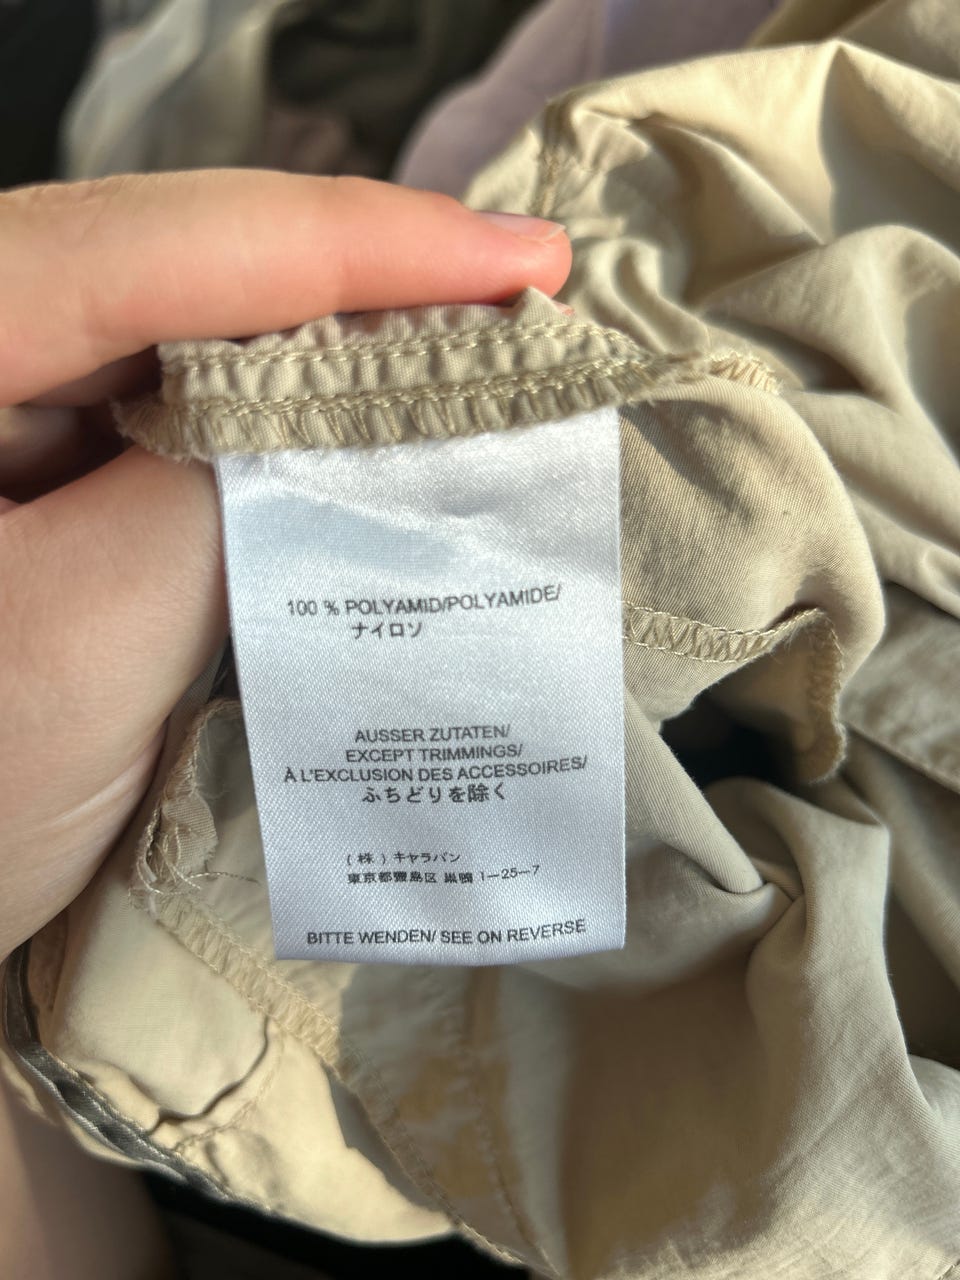 100 % POLYAMID/POLYAMIDE/
ナイロソ
AUSSER ZUTATEN/
EXCEPT TRIMMINGS/
À L'EXCLUSION DES ACCESSOIRES/
ふちどりを除く
(株) キャラバン
東京都豊島区 巣鴨 1-25-7
BITTE WENDEN/ SEE ON REVERSE